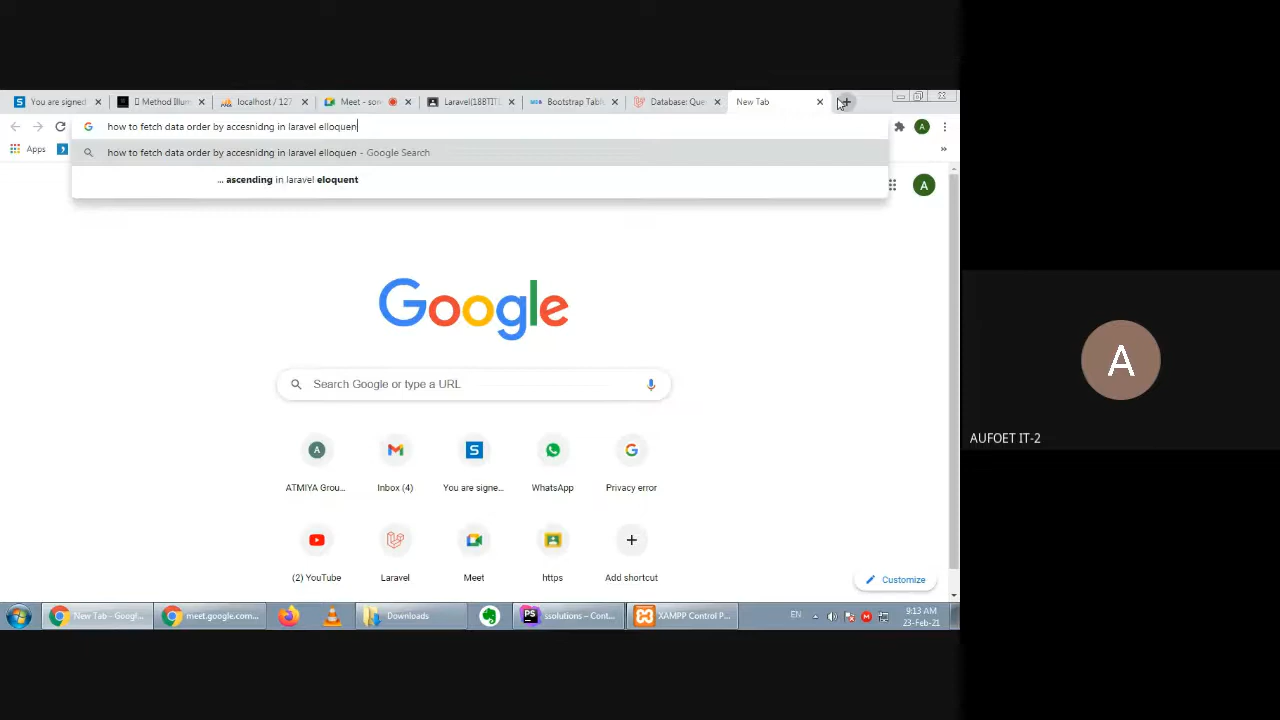 You are signed
Method Illum
localhost / 127
Meet - son
Laravel(18BTIT
Bootstrap Tabl
Database: Que
New Tab
how to fetch data order by accesnidng in laravel elloquen
A
Apps
»
how to fetch data order by accesnidng in laravel elloquen - Google Search
... ascending in laravel eloquent
A
Google
Search Google or type a URL
A
S
G
ATMIYA Grou...
Inbox (4)
You are signe...
WhatsApp
Privacy error
(2) YouTube
Laravel
Meet
https
Add shortcut
Customize
New Tab - Googl...
meet.google.com...
Downloads
PS
ssolutions – Cont...
XAMPP Control P...
EN
9:13 AM
23-Feb-21
A
AUFOET IT-2